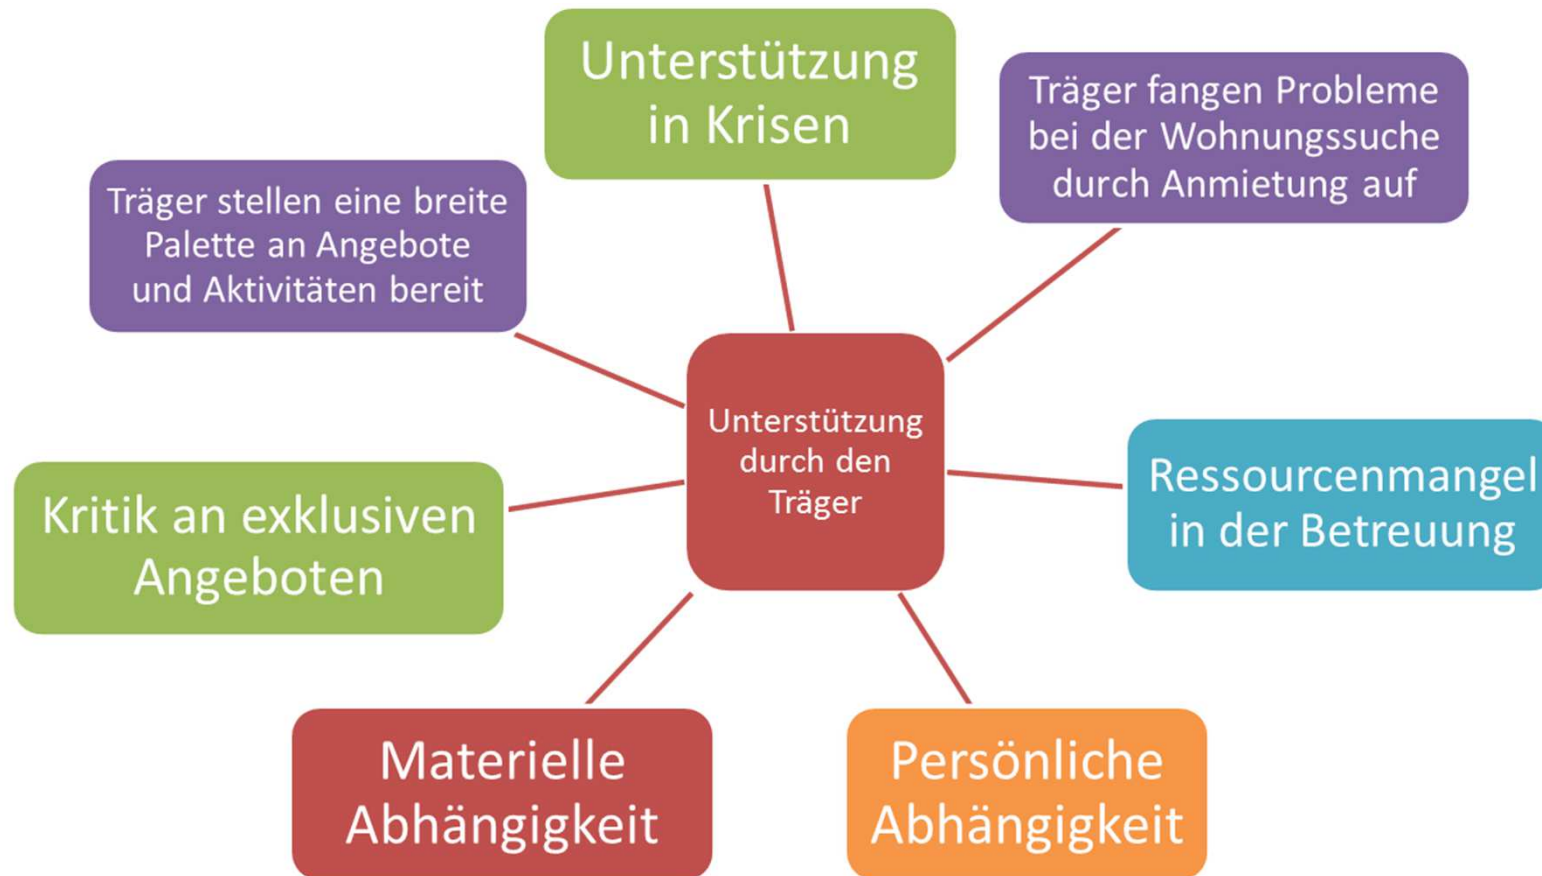 Unterstützung
in Krisen
Träger fangen Probleme
bei der Wohnungssuche
durch Anmietung auf
Träger stellen eine breite
Palette an Angebote
und Aktivitäten bereit
Unterstützung
durch den
Träger
Ressourcenmangel
in der Betreuung
Kritik an exklusiven
Angeboten
Materielle
Abhängigkeit
Persönliche
Abhängigkeit